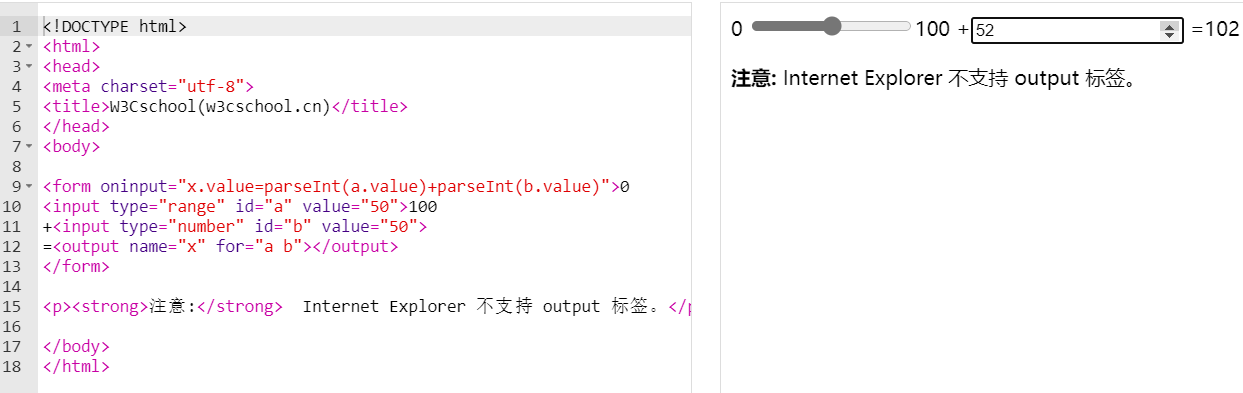 1 <!DOCTYPE html>
2 <html>
3 <head>
4 <meta charset="utf-8">
5 <title>W3Cschool(w3cschool.cn)</title>
6 </head>
7 <body>
8
9 <form oninput="x.value=parseInt(a.value)+parseInt(b.value)">0
10 <input type="range" id="a" value="50">100
11 +<input type="number" id="b" value="50">
12 =<output name="x" for="a b"></output>
13 </form>
14
15 <p><strong>注意:</strong>  Internet Explorer 不支持 output 标签。</p
16
17 </body>
18 </html>
0 100 +52 =102
注意: Internet Explorer 不支持 output 标签。